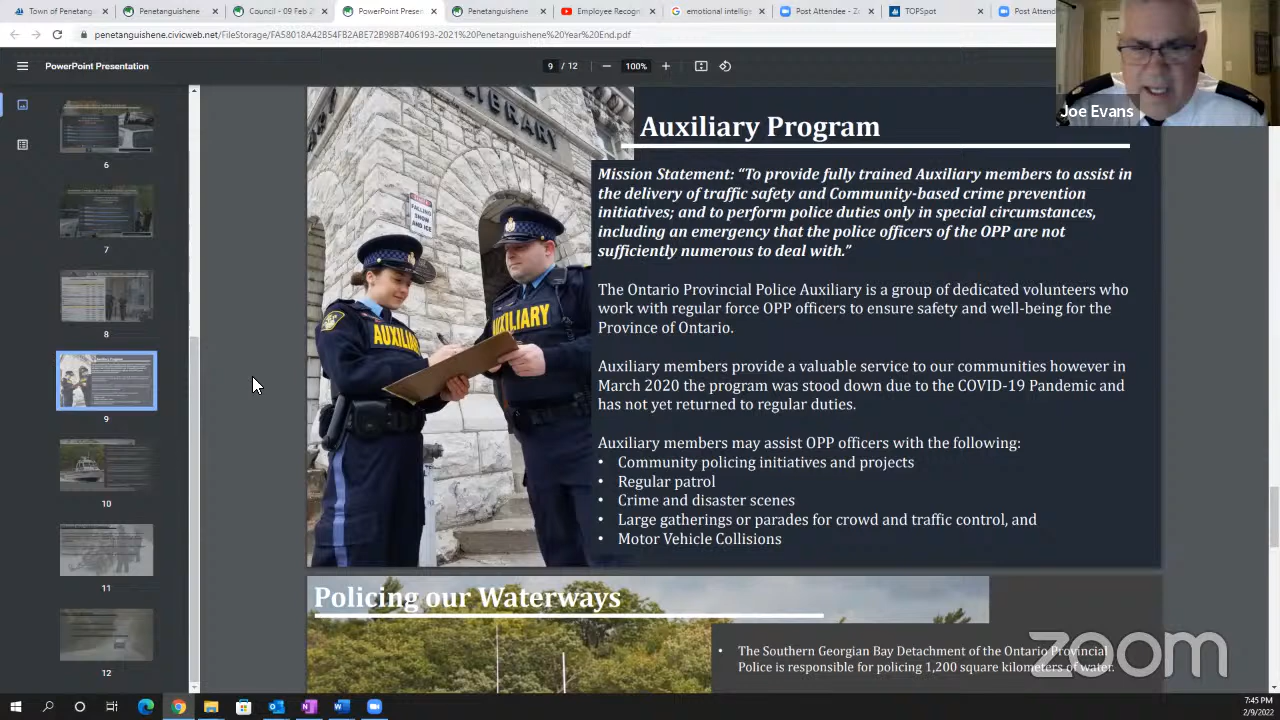 Town of Penetang
Penetanguishene
Council - 09 Feb 2
PowerPoint Presen
Penetanguishene
Employee Recogn
emotional intellig
Post Attendee - Zo
TOPSpot
Post Attend
penetanguishene.civicweb.net/FileStorage/FA58018A42B54FB2BE72B98B7406193-2021%20Penetanguishene%20Year%20End.pdf
PowerPoint Presentation
9 / 12
100%
Joe Evans
6
7
8
9
10
11
12
LIBRARY
FALLING
SNOW
AND ICE
AUXILIARY
AUXILIARY
Auxiliary Program
Mission Statement: “To provide fully trained Auxiliary members to assist in
the delivery of traffic safety and Community-based crime prevention
initiatives; and to perform police duties only in special circumstances,
including an emergency that the police officers of the OPP are not
sufficiently numerous to deal with.”
The Ontario Provincial Police Auxiliary is a group of dedicated volunteers who
work with regular force OPP officers to ensure safety and well-being for the
Province of Ontario.
Auxiliary members provide a valuable service to our communities however in
March 2020 the program was stood down due to the COVID-19 Pandemic and
has not yet returned to regular duties.
Auxiliary members may assist OPP officers with the following:
• Community policing initiatives and projects
• Regular patrol
• Crime and disaster scenes
• Large gatherings or parades for crowd and traffic control, and
• Motor Vehicle Collisions
Policing our Waterways
• The Southern Georgian Bay Detachment of the Ontario Provincial
Police is responsible for policing 1,200 square kilometers of water.
zoom
7:45 PM
2/9/2022